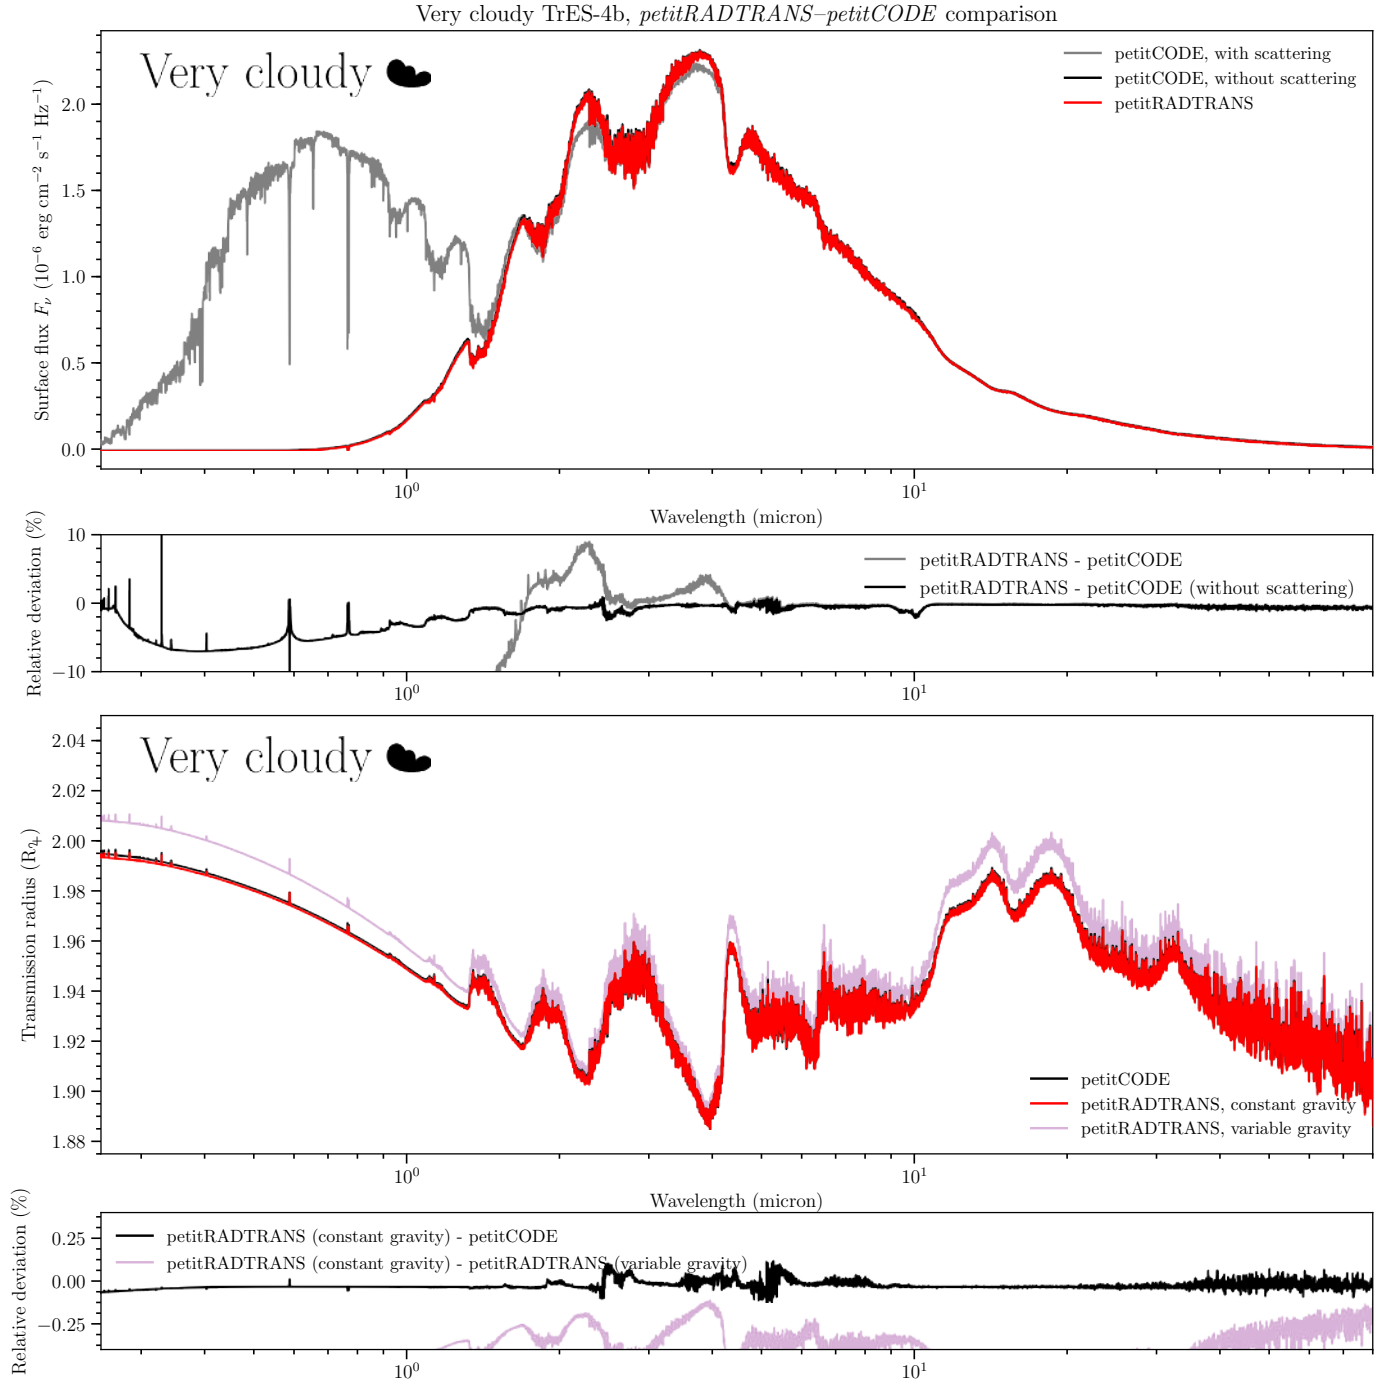 Very cloudy TrES-4b, petitRADTRANS–petitCODE comparison
Very cloudy
petitCODE, with scattering
petitCODE, without scattering
petitRADTRANS
Surface flux Fν (10−6 erg cm−2 s−1 Hz−1)
2.0
1.5
1.0
0.5
0.0
10^0
10^1
Wavelength (micron)
Relative deviation (%)
10
0
−10
petitRADTRANS - petitCODE
petitRADTRANS - petitCODE (without scattering)
10^0
10^1
Very cloudy
Transmission radius (R♃)
2.04
2.02
2.00
1.98
1.96
1.94
1.92
1.90
1.88
petitCODE
petitRADTRANS, constant gravity
petitRADTRANS, variable gravity
10^0
10^1
Wavelength (micron)
Relative deviation (%)
0.25
0.00
−0.25
petitRADTRANS (constant gravity) - petitCODE
petitRADTRANS (constant gravity) - petitRADTRANS (variable gravity)
10^0
10^1